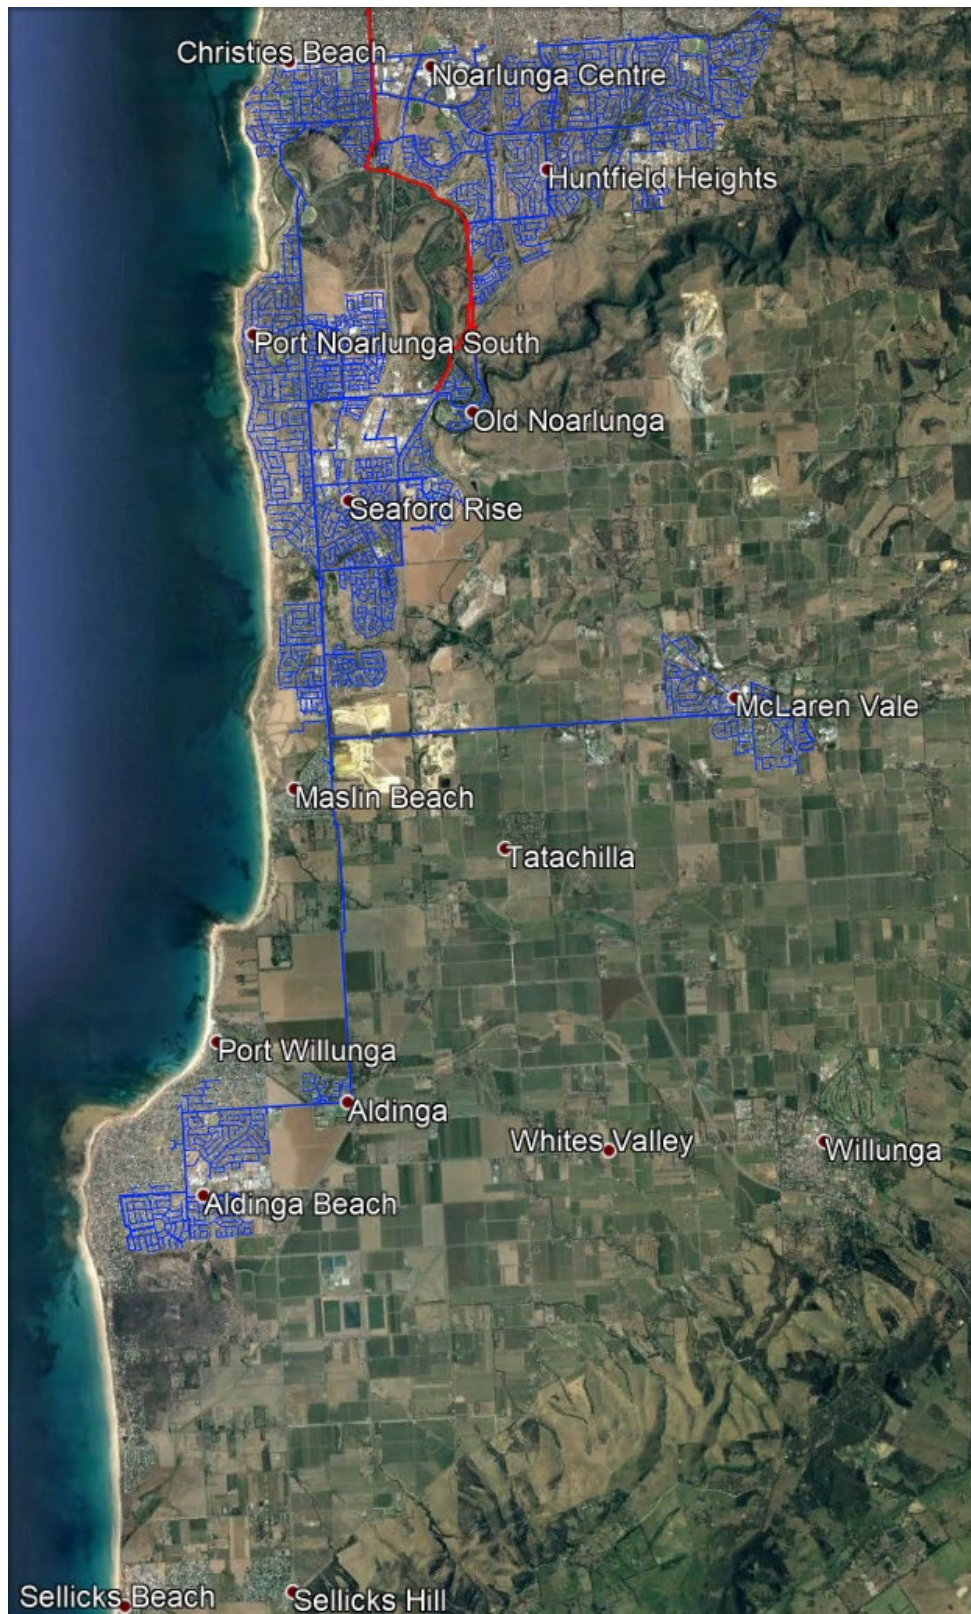 Christies Beach
Noarlunga Centre
Huntfield Heights
Port Noarlunga South
Old Noarlunga
Seaford Rise
McLaren Vale
Maslin Beach
Tatachilla
Port Willunga
Aldinga
Whites Valley
Willunga
Aldinga Beach
Sellicks Beach
Sellicks Hill